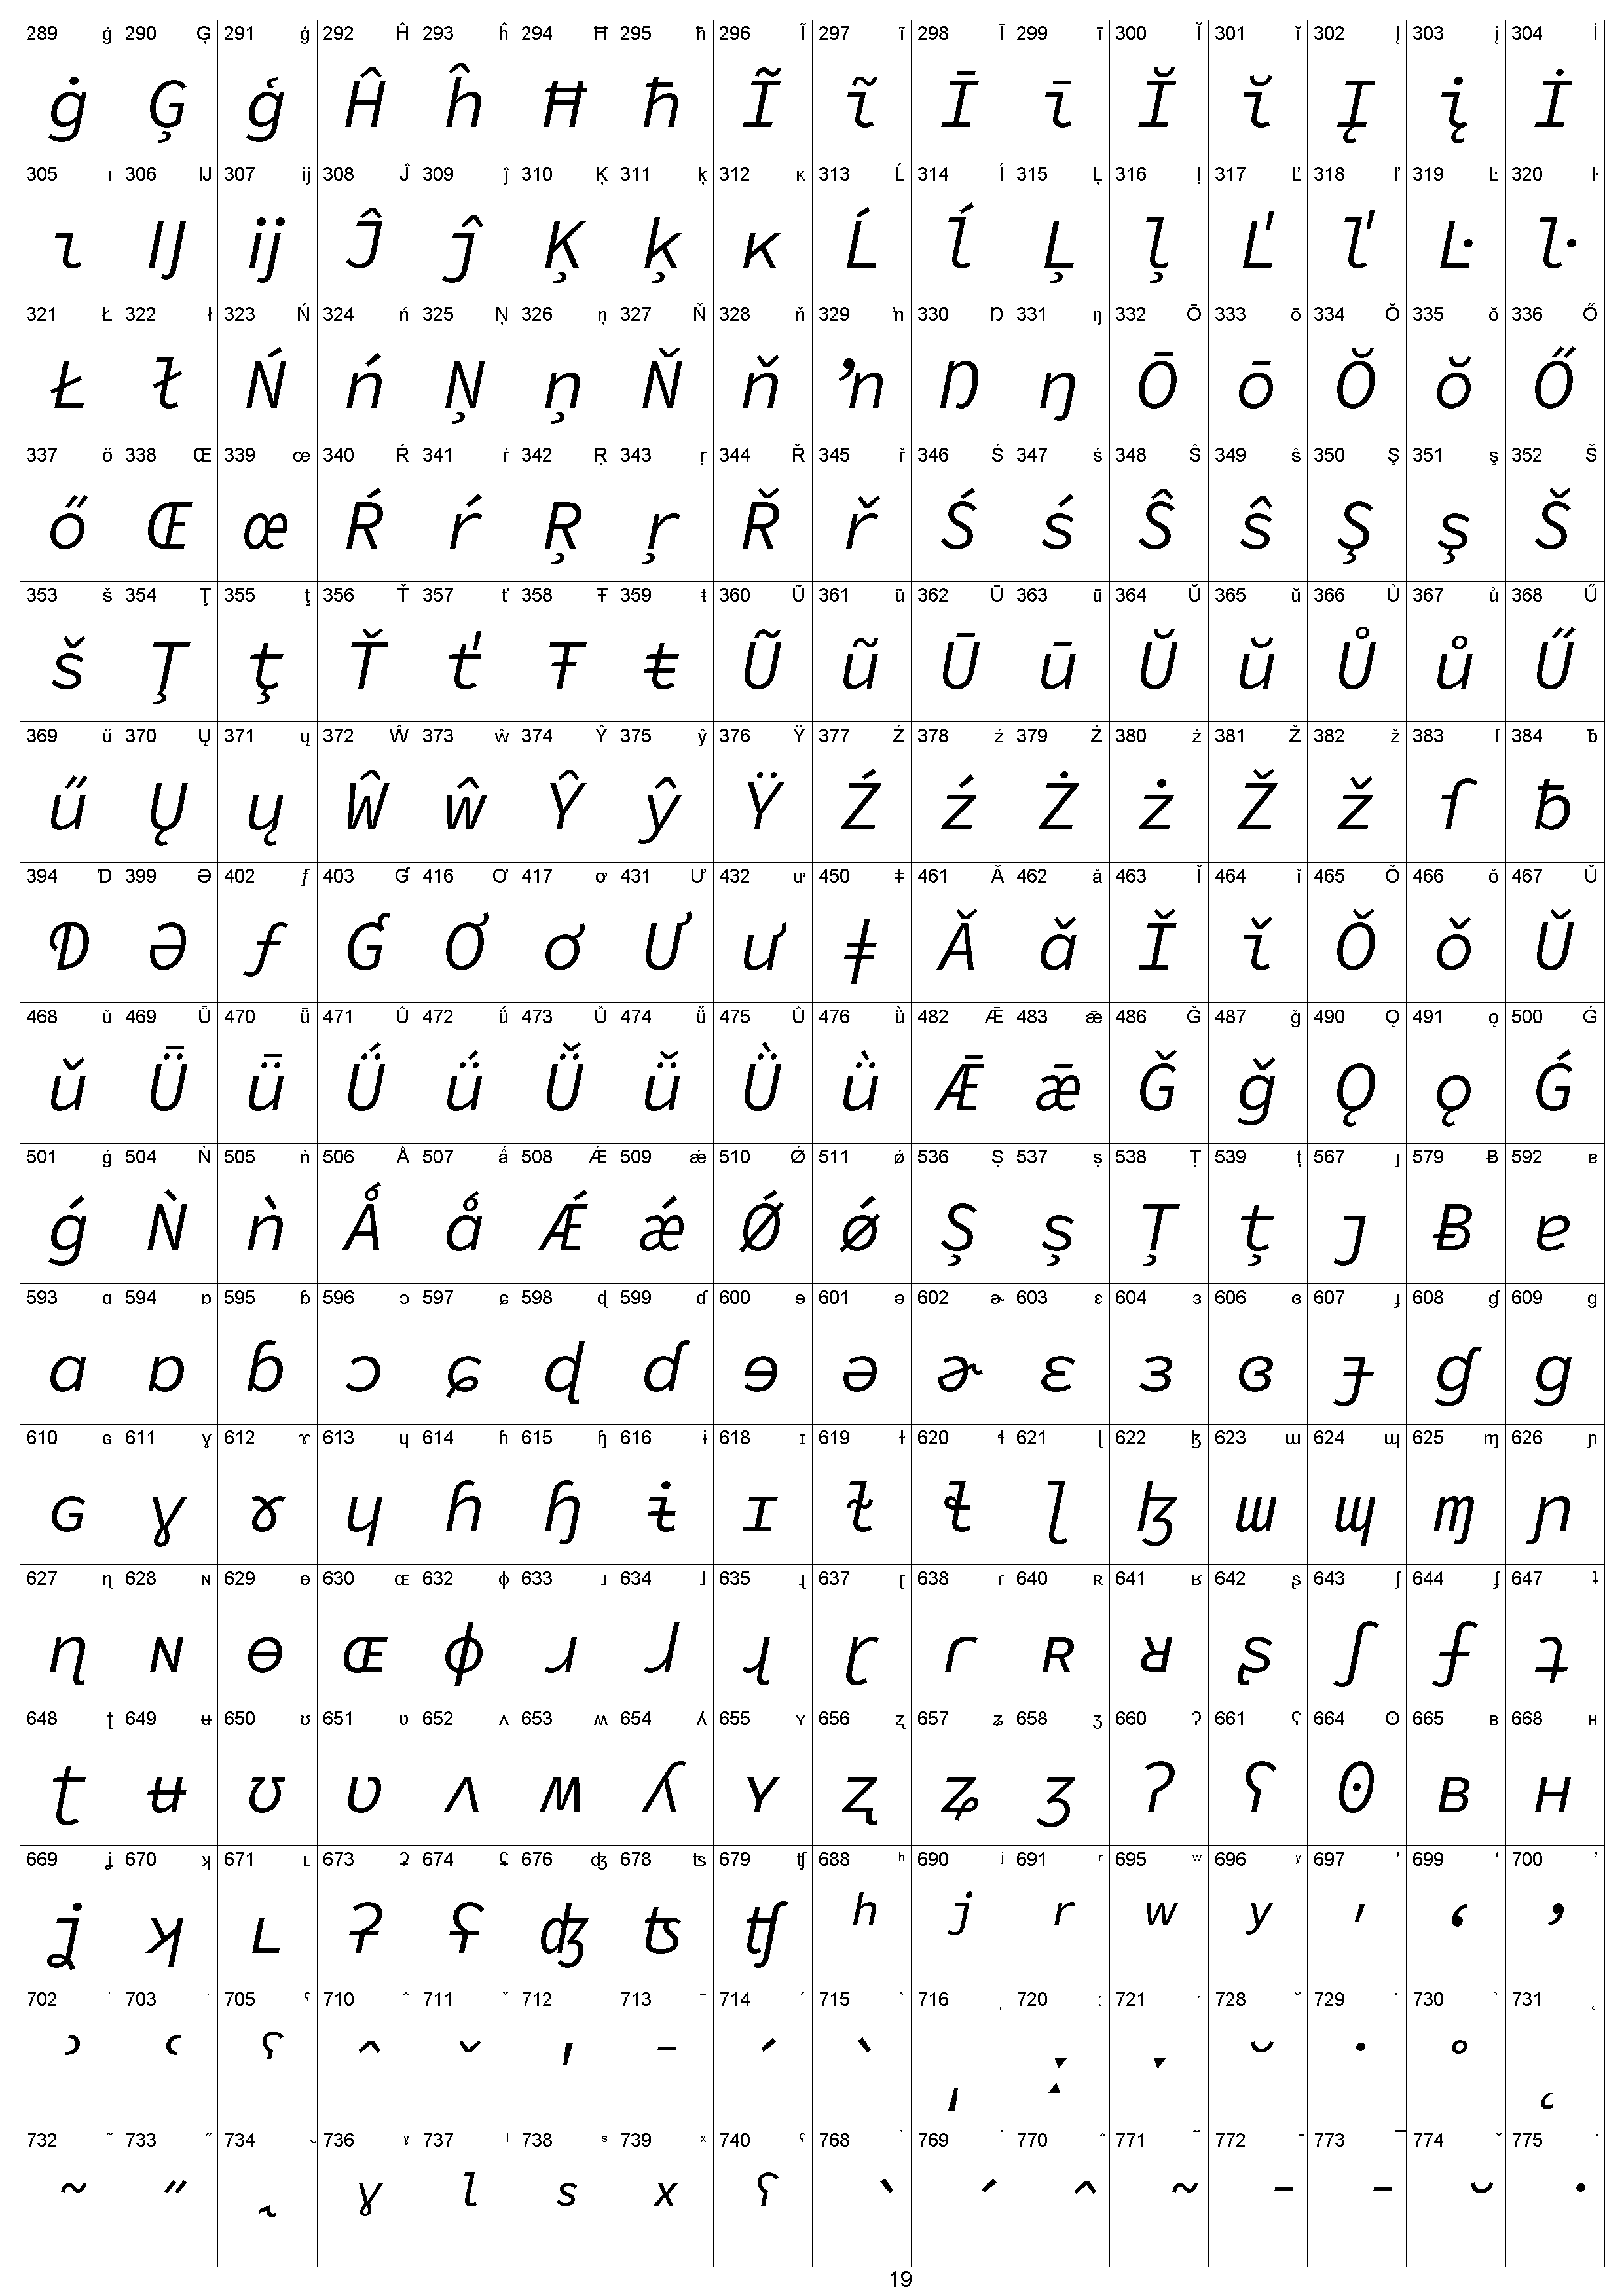 289 ġ 290 Ģ 291 ģ 292 Ĥ 293 ĥ 294 Ħ 295 ħ 296 Ĩ 297 ĩ 298 Ī 299 ī 300 Ĭ 301 ĭ 302 Į 303 į 304 İ
ġ Ģ ģ Ĥ ĥ Ħ ħ Ĩ ĩ Ī ī Ĭ ĭ Į į İ
305 ı 306 IJ 307 ij 308 Ĵ 309 ĵ 310 Ķ 311 ķ 312 ĸ 313 Ĺ 314 ĺ 315 Ļ 316 ļ 317 Ľ 318 ľ 319 Ŀ 320 ŀ
ı IJ ij Ĵ ĵ Ķ ķ ĸ Ĺ ĺ Ļ ļ Ľ ľ Ŀ ŀ
321 Ł 322 ł 323 Ń 324 ń 325 Ņ 326 ņ 327 Ň 328 ň 329 ŉ 330 Ŋ 331 ŋ 332 Ō 333 ō 334 Ŏ 335 ŏ 336 Ő
Ł ł Ń ń Ņ ņ Ň ň ŉ Ŋ ŋ Ō ō Ŏ ŏ Ő
337 ő 338 Œ 339 œ 340 Ŕ 341 ŕ 342 Ŗ 343 ŗ 344 Ř 345 ř 346 Ś 347 ś 348 Ŝ 349 ŝ 350 Ş 351 ş 352 Š
ő Œ œ Ŕ ŕ Ŗ ŗ Ř ř Ś ś Ŝ ŝ Ş ş Š
353 š 354 Ţ 355 ţ 356 Ť 357 ť 358 Ŧ 359 ŧ 360 Ũ 361 ũ 362 Ū 363 ū 364 Ŭ 365 ŭ 366 Ů 367 ů 368 Ű
š Ţ ţ Ť ť Ŧ ŧ Ũ ũ Ū ū Ŭ ŭ Ů ů Ű
369 ű 370 Ų 371 ų 372 Ŵ 373 ŵ 374 Ŷ 375 ŷ 376 Ÿ 377 Ź 378 ź 379 Ż 380 ż 381 Ž 382 ž 383 ſ 384 ƀ
ű Ų ų Ŵ ŵ Ŷ ŷ Ÿ Ź ź Ż ż Ž ž ſ ƀ
394 Ɗ 399 Ə 402 ƒ 403 Ɠ 416 Ơ 417 ơ 431 Ư 432 ư 450 ǂ 461 Ǎ 462 ǎ 463 Ǐ 464 ǐ 465 Ǒ 466 ǒ 467 Ǔ
Ɗ Ə ƒ Ɠ Ơ ơ Ư ư ǂ Ǎ ǎ Ǐ ǐ Ǒ ǒ Ǔ
468 ǔ 469 Ǖ 470 ǖ 471 Ǘ 472 ǘ 473 Ǚ 474 ǚ 475 Ǜ 476 ǜ 482 Ǣ 483 ǣ 486 Ǧ 487 ǧ 490 Ǫ 491 ǫ 500 Ǵ
ǔ Ǖ ǖ Ǘ ǘ Ǚ ǚ Ǜ ǜ Ǣ ǣ Ǧ ǧ Ǫ ǫ Ǵ
501 ǵ 504 Ǹ 505 ǹ 506 Ǻ 507 ǻ 508 Ǽ 509 ǽ 510 Ǿ 511 ǿ 536 Ș 537 ș 538 Ț 539 ț 567 ȷ 579 Ƀ 592 ɐ
ǵ Ǹ ǹ Ǻ ǻ Ǽ ǽ Ǿ ǿ Ș ș Ț ț ȷ Ƀ ɐ
593 ɑ 594 ɒ 595 ɓ 596 ɔ 597 ɕ 598 ɖ 599 ɗ 600 ɘ 601 ə 602 ɚ 603 ɛ 604 ɜ 606 ɞ 607 ɟ 608 ɠ 609 ɡ
ɑ ɒ ɓ ɔ ɕ ɖ ɗ ɘ ə ɚ ɛ ɜ ɞ ɟ ɠ ɡ
610 ɢ 611 ɣ 612 ɤ 613 ɥ 614 ɦ 615 ɧ 616 ɨ 618 ɪ 619 ɫ 620 ɬ 621 ɭ 622 ɮ 623 ɯ 624 ɰ 625 ɱ 626 ɲ
ɢ ɣ ɤ ɥ ɦ ɧ ɨ ɪ ɫ ɬ ɭ ɮ ɯ ɰ ɱ ɲ
627 ɳ 628 ɴ 629 ɵ 630 ɶ 632 ɸ 633 ɹ 634 ɺ 635 ɻ 637 ɽ 638 ɾ 640 ʀ 641 ʁ 642 ʂ 643 ʃ 644 ʄ 647 ʇ
ɳ ɴ ɵ ɶ ɸ ɹ ɺ ɻ ɽ ɾ ʀ ʁ ʂ ʃ ʄ ʇ
648 ʈ 649 ʉ 650 ʊ 651 ʋ 652 ʌ 653 ʍ 654 ʎ 655 ʏ 656 ʐ 657 ʑ 658 ʒ 660 ʔ 661 ʕ 664 ʘ 665 ʙ 668 ʜ
ʈ ʉ ʊ ʋ ʌ ʍ ʎ ʏ ʐ ʑ ʒ ʔ ʕ ʘ ʙ ʜ
669 ʝ 670 ʞ 671 ʟ 673 ʡ 674 ʢ 676 ʤ 678 ʦ 679 ʧ 688 ʰ 690 ʲ 691 ʳ 695 ʷ 696 ʸ 697 ʹ 699 ʻ 700 ʼ
ʝ ʞ ʟ ʡ ʢ ʤ ʦ ʧ ʰ ʲ ʳ ʷ ʸ ʹ ʻ ʼ
702 ʾ 703 ʿ 705 ˁ 710 ˆ 711 ˇ 712 ˈ 713 ˉ 714 ˊ 715 ˋ 716 ˌ 720 ː 721 ˑ 728 ˘ 729 ˙ 730 ˚ 731 ˛
ʾ ʿ ˁ ˆ ˇ ˈ ˉ ˊ ˋ ˌ ː ˑ ˘ ˙ ˚ ˛
732 ˜ 733 ˝ 734 ˞ 736 ˠ 737 ˡ 738 ˢ 739 ˣ 740 ˤ 768 ̀ 769 ́ 770 ̂ 771 ̃ 772 ̄ 773 ̅ 774 ̆ 775 ̇
˜ ˝ ˞ ˠ ˡ ˢ ˣ ˤ ̀ ́ ̂ ̃ ̄ ̅ ̆ ̇
19